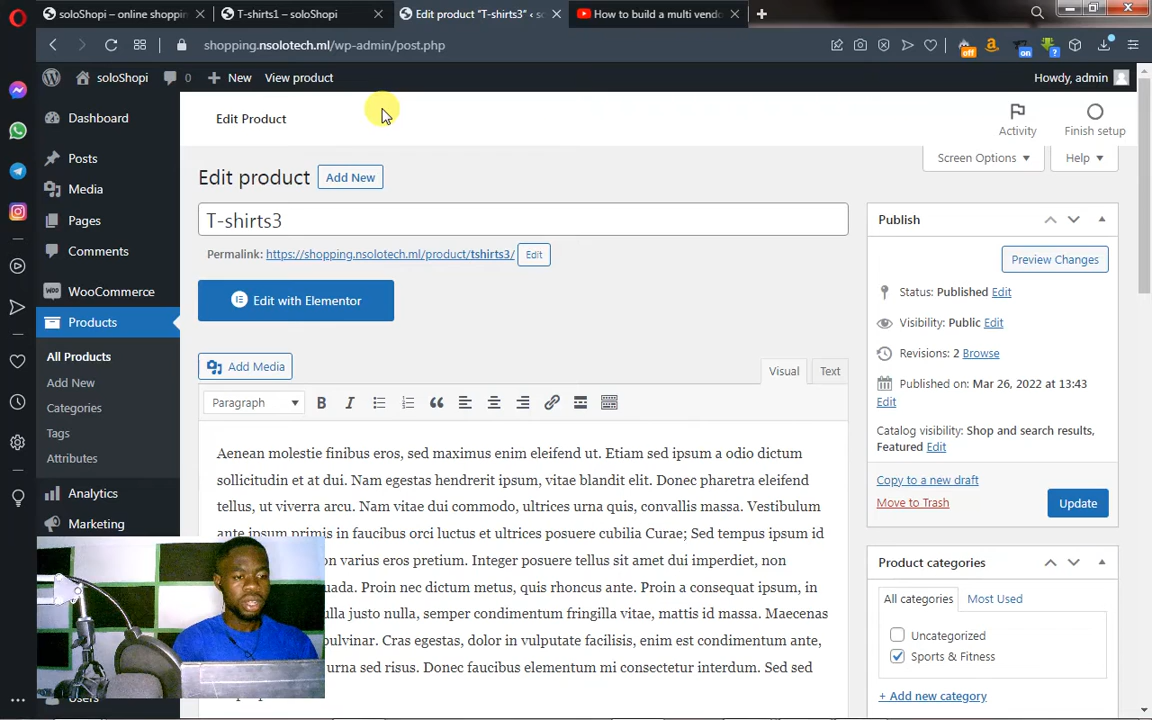 soloShopi – online shoppin
T-shirts1 – soloShopi
Edit product "T-shirts3" ‹ so
How to build a multi vendo
shopping.nsolotech.ml/wp-admin/post.php
off
on
?
soloShopi
0
New
View product
Howdy, admin
Dashboard
Posts
Media
Pages
Comments
WOO
WooCommerce
Products
All Products
Add New
Categories
Tags
Attributes
Analytics
Marketing
Users
Edit Product
Activity
Finish setup
Screen Options
Help
Edit product
Add New
T-shirts3
Permalink: https://shopping.nsolotech.ml/product/tshirts3/ Edit
Edit with Elementor
Add Media
Visual
Text
Paragraph
B
I
Aenean molestie finibus eros, sed maximus enim eleifend ut. Etiam sed ipsum a odio dictum
sollicitudin et at dui. Nam egestas hendrerit ipsum, vitae blandit elit. Donec pharetra eleifend
tellus, ut viverra arcu. Nam vitae dui commodo, ultrices urna quis, convallis massa. Vestibulum
ante ipsum primis in faucibus orci luctus et ultrices posuere cubilia Curae; Sed tempus ipsum id
on varius eros pretium. Integer posuere tellus sit amet dui imperdiet, non
uada. Proin nec dictum metus, quis rhoncus ante. Proin a consequat ipsum, in
ulla justo nulla, semper condimentum fringilla vitae, mattis id massa. Maecenas
pulvinar. Cras egestas, dolor in vulputate facilisis, enim est condimentum ante,
urna sed risus. Donec faucibus elementum mi consectetur interdum. Sed sed
Publish
Preview Changes
Status: Published Edit
Visibility: Public Edit
Revisions: 2 Browse
Published on: Mar 26, 2022 at 13:43
Edit
Catalog visibility: Shop and search results,
Featured Edit
Copy to a new draft
Move to Trash
Update
Product categories
All categories
Most Used
Uncategorized
Sports & Fitness
+ Add new category